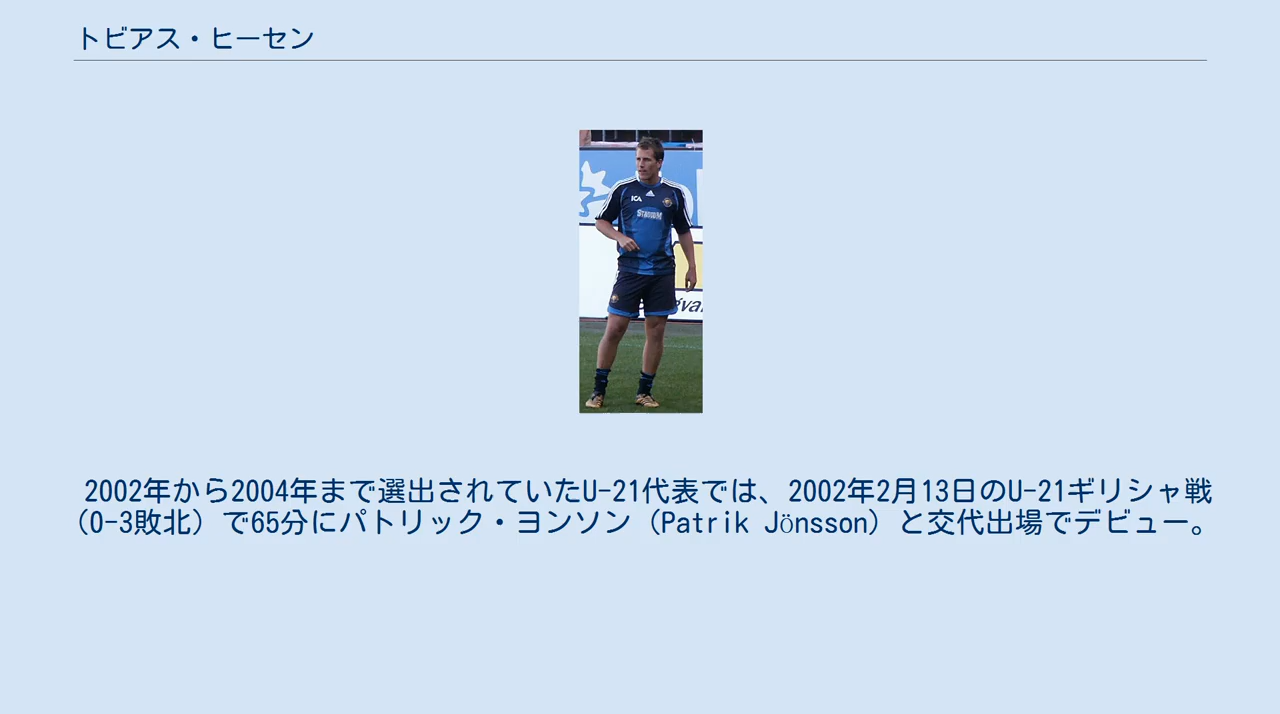 トビアス・ヒーセン
ICA
STADIUM
2002年から2004年まで選出されていたU-21代表では、2002年2月13日のU-21ギリシャ戦
（0-3敗北）で65分にパトリック・ヨンソン（Patrik Jönsson）と交代出場でデビュー。